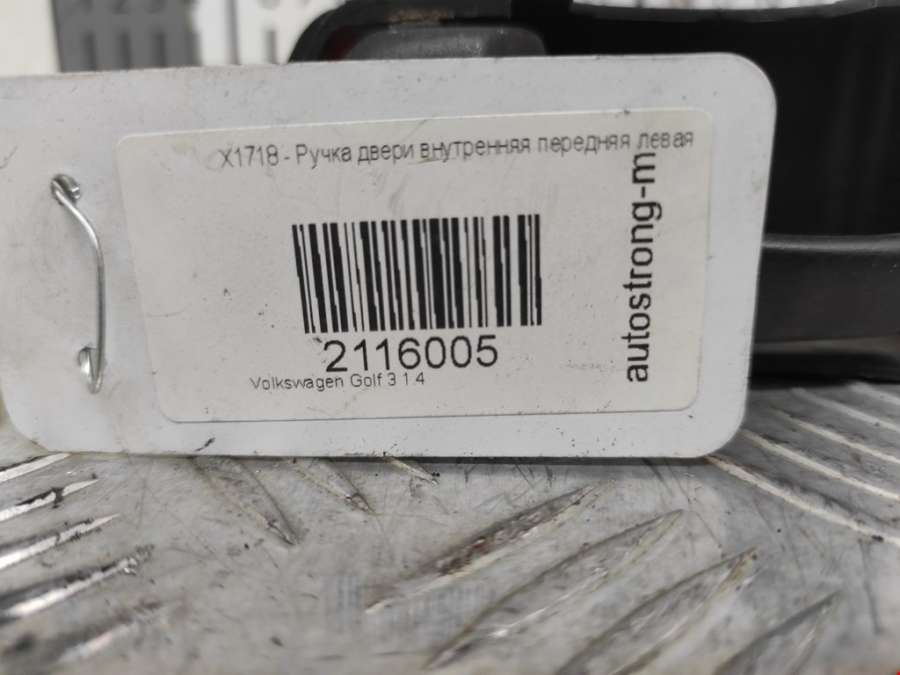 X1718 - Ручка двери внутренняя передняя левая
autostrong-m
2116005
Volkswagen Golf 3 1.4